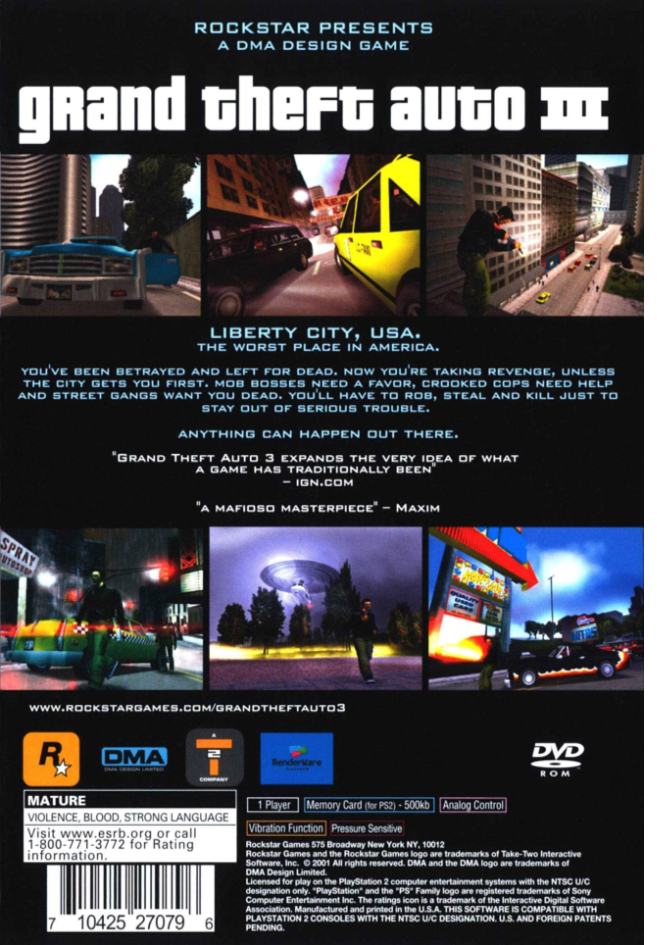 ROCKSTAR PRESENTS
A DMA DESIGN GAME
grand theft auto III
LIBERTY CITY, USA.
THE WORST PLACE IN AMERICA.
YOU'VE BEEN BETRAYED AND LEFT FOR DEAD. NOW YOU'RE TAKING REVENGE, UNLESS
THE CITY GETS YOU FIRST. MOB BOSSES NEED A FAVOR, CROOKED COPS NEED HELP
AND STREET GANGS WANT YOU DEAD. YOU'LL HAVE TO ROB, STEAL AND KILL JUST TO
STAY OUT OF SERIOUS TROUBLE.
ANYTHING CAN HAPPEN OUT THERE.
"GRAND THEFT AUTO 3 EXPANDS THE VERY IDEA OF WHAT
A GAME HAS TRADITIONALLY BEEN"
– IGN.COM
"A MAFIOSO MASTERPIECE" – MAXIM
SPRAY
WWW.ROCKSTARGAMES.COM/GRANDTHEFTAUTO3
R
DMA
DMA DESIGN LIMITED
A
T2
COMPANY
RenderWare
DVD
ROM
MATURE
VIOLENCE, BLOOD, STRONG LANGUAGE
Visit www.esrb.org or call
1-800-771-3772 for Rating
information.
1 Player
Memory Card (for PS2) - 500kb
Analog Control
Vibration Function
Pressure Sensitive
Rockstar Games 575 Broadway New York NY, 10012
Rockstar Games and the Rockstar Games logo are trademarks of Take-Two Interactive
Software, Inc. © 2001 All rights reserved. DMA and the DMA logo are trademarks of
DMA Design Limited.
Licensed for play on the PlayStation 2 computer entertainment systems with the NTSC U/C
designation only. "PlayStation" and the "PS" Family logo are registered trademarks of Sony
Computer Entertainment Inc. The ratings icon is a trademark of the Interactive Digital Software
Association. Manufactured and printed in the U.S.A. THIS SOFTWARE IS COMPATIBLE WITH
PLAYSTATION 2 CONSOLES WITH THE NTSC U/C DESIGNATION. U.S. AND FOREIGN PATENTS
PENDING.
7 10425 27079 6